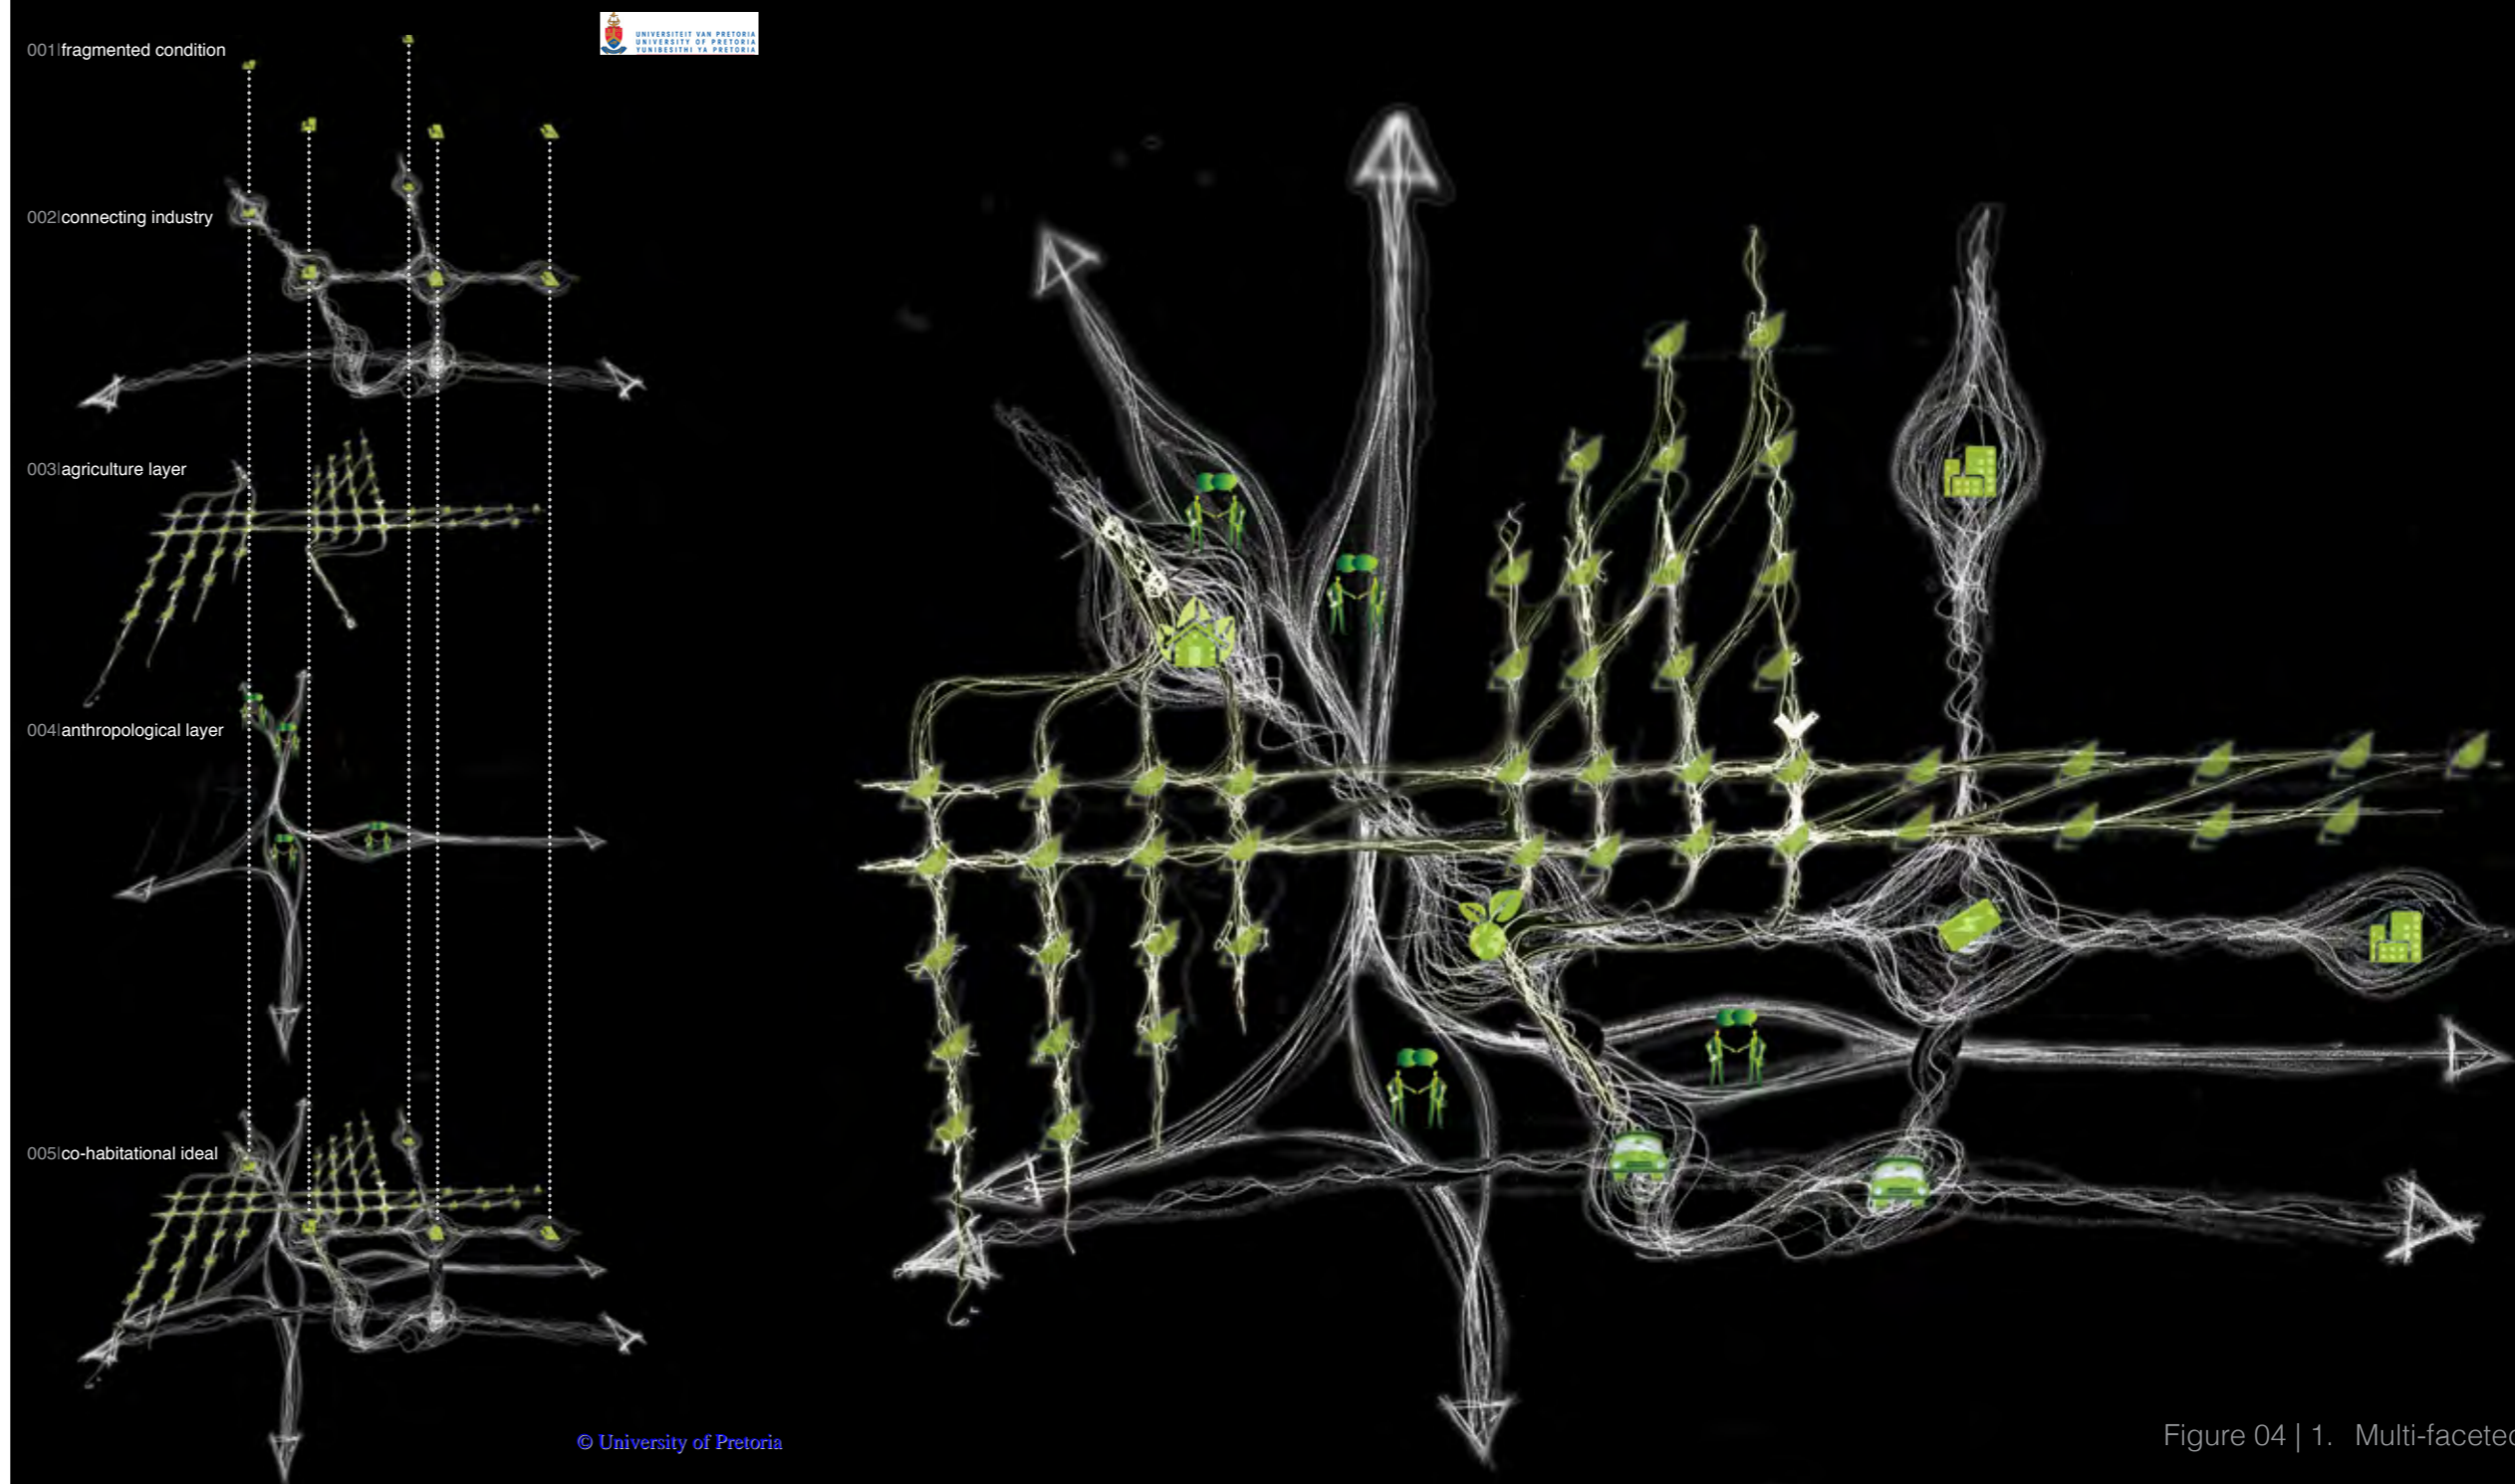 001|fragmented condition
UNIVERSITEIT VAN PRETORIA
UNIVERSITY OF PRETORIA
YUNIBESITHI YA PRETORIA
002|connecting industry
003|agriculture layer
004|anthropological layer
005|co-habitational ideal
© University of Pretoria
Figure 04 | 1. Multi-faceted